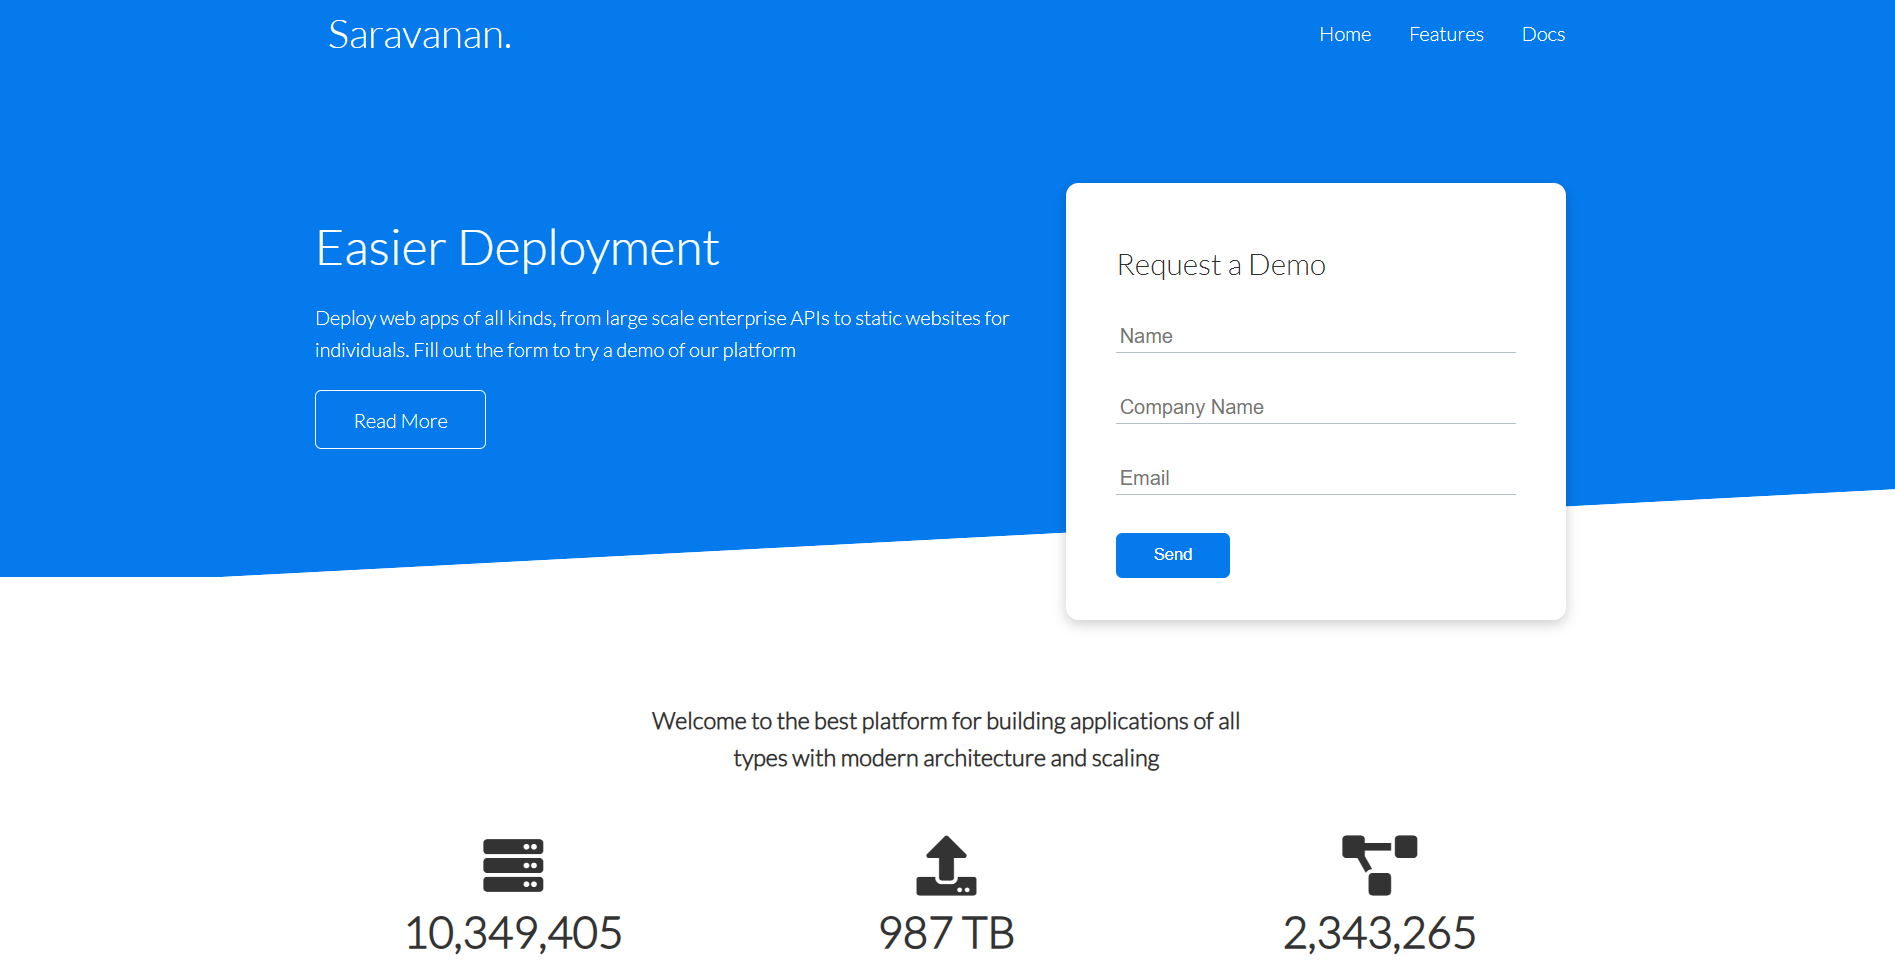 Saravanan.
Home
Features
Docs
Easier Deployment
Deploy web apps of all kinds, from large scale enterprise APIs to static websites for
individuals. Fill out the form to try a demo of our platform
Read More
Request a Demo
Name
Company Name
Email
Send
Welcome to the best platform for building applications of all
types with modern architecture and scaling
10,349,405
987 TB
2,343,265